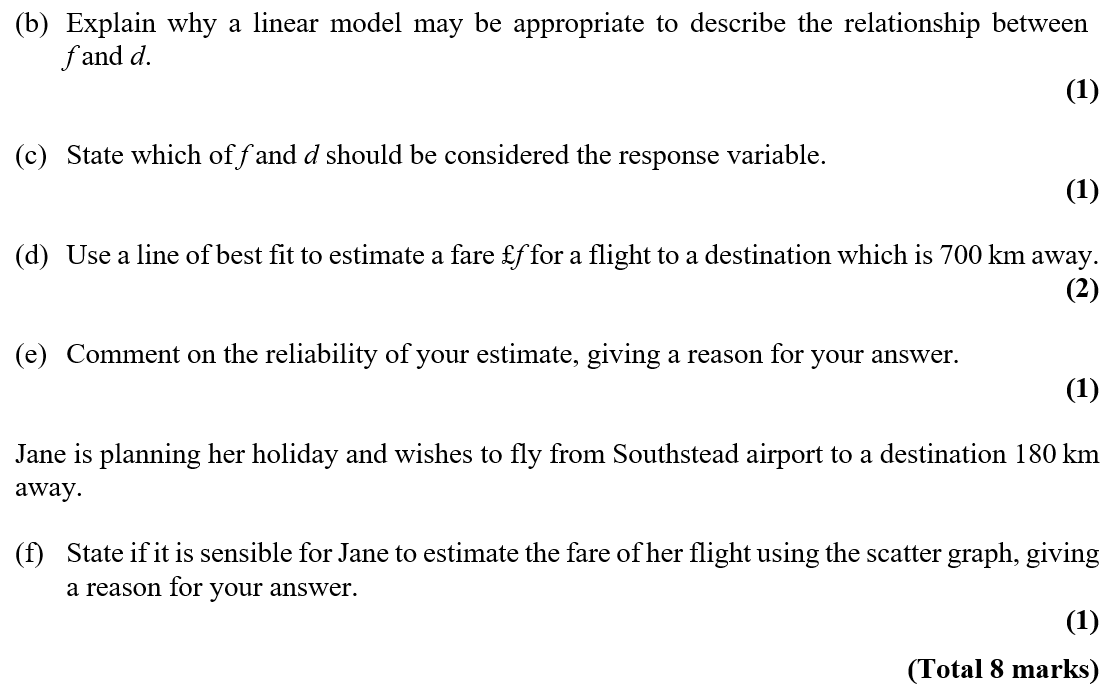 (b) Explain why a linear model may be appropriate to describe the relationship between
f and d.
(1)
(c) State which of f and d should be considered the response variable.
(1)
(d) Use a line of best fit to estimate a fare £f for a flight to a destination which is 700 km away.
(2)
(e) Comment on the reliability of your estimate, giving a reason for your answer.
(1)
Jane is planning her holiday and wishes to fly from Southstead airport to a destination 180 km
away.
(f) State if it is sensible for Jane to estimate the fare of her flight using the scatter graph, giving
a reason for your answer.
(1)
(Total 8 marks)